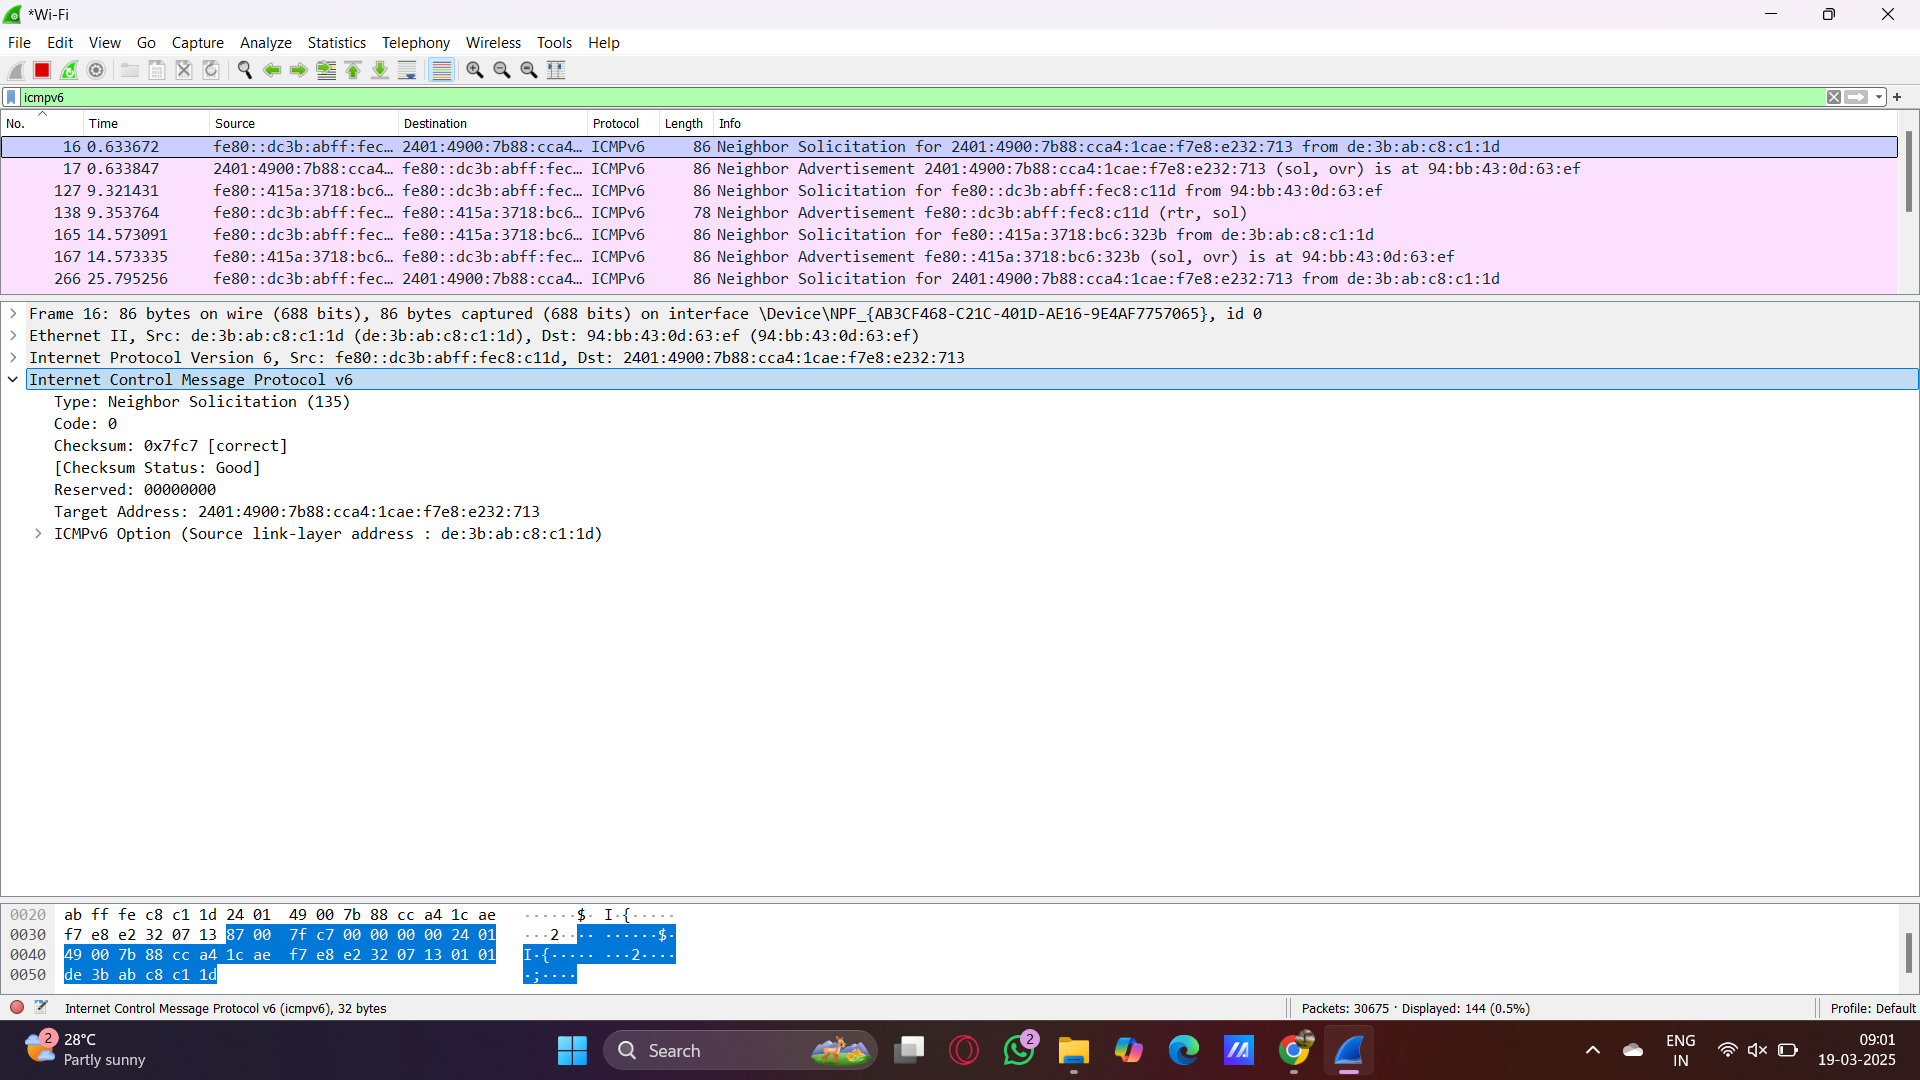 *Wi-Fi
File Edit View Go Capture Analyze Statistics Telephony Wireless Tools Help
icmpv6
No. Time Source Destination Protocol Length Info
16 0.633672 fe80::dc3b:abff:fec… 2401:4900:7b88:cca4… ICMPv6 86 Neighbor Solicitation for 2401:4900:7b88:cca4:1cae:f7e8:e232:713 from de:3b:ab:c8:c1:1d
17 0.633847 2401:4900:7b88:cca4… fe80::dc3b:abff:fec… ICMPv6 86 Neighbor Advertisement 2401:4900:7b88:cca4:1cae:f7e8:e232:713 (sol, ovr) is at 94:bb:43:0d:63:ef
127 9.321431 fe80::415a:3718:bc6… fe80::dc3b:abff:fec… ICMPv6 86 Neighbor Solicitation for fe80::dc3b:abff:fec8:c11d from 94:bb:43:0d:63:ef
138 9.353764 fe80::dc3b:abff:fec… fe80::415a:3718:bc6… ICMPv6 78 Neighbor Advertisement fe80::dc3b:abff:fec8:c11d (rtr, sol)
165 14.573091 fe80::dc3b:abff:fec… fe80::415a:3718:bc6… ICMPv6 86 Neighbor Solicitation for fe80::415a:3718:bc6:323b from de:3b:ab:c8:c1:1d
167 14.573335 fe80::415a:3718:bc6… fe80::dc3b:abff:fec… ICMPv6 86 Neighbor Advertisement fe80::415a:3718:bc6:323b (sol, ovr) is at 94:bb:43:0d:63:ef
266 25.795256 fe80::dc3b:abff:fec… 2401:4900:7b88:cca4… ICMPv6 86 Neighbor Solicitation for 2401:4900:7b88:cca4:1cae:f7e8:e232:713 from de:3b:ab:c8:c1:1d
Frame 16: 86 bytes on wire (688 bits), 86 bytes captured (688 bits) on interface \Device\NPF_{AB3CF468-C21C-401D-AE16-9E4AF7757065}, id 0
Ethernet II, Src: de:3b:ab:c8:c1:1d (de:3b:ab:c8:c1:1d), Dst: 94:bb:43:0d:63:ef (94:bb:43:0d:63:ef)
Internet Protocol Version 6, Src: fe80::dc3b:abff:fec8:c11d, Dst: 2401:4900:7b88:cca4:1cae:f7e8:e232:713
Internet Control Message Protocol v6
Type: Neighbor Solicitation (135)
Code: 0
Checksum: 0x7fc7 [correct]
[Checksum Status: Good]
Reserved: 00000000
Target Address: 2401:4900:7b88:cca4:1cae:f7e8:e232:713
ICMPv6 Option (Source link-layer address : de:3b:ab:c8:c1:1d)
0020 ab ff fe c8 c1 1d 24 01 49 00 7b 88 cc a4 1c ae ······$· I·{·····
0030 f7 e8 e2 32 07 13 87 00 7f c7 00 00 00 00 24 01 ···2···· ······$·
0040 49 00 7b 88 cc a4 1c ae f7 e8 e2 32 07 13 01 01 I·{····· ···2····
0050 de 3b ab c8 c1 1d ·;····
Internet Control Message Protocol v6 (icmpv6), 32 bytes Packets: 30675 · Displayed: 144 (0.5%) Profile: Default
2 28°C
Partly sunny
Search
2
ENG
IN
09:01
19-03-2025